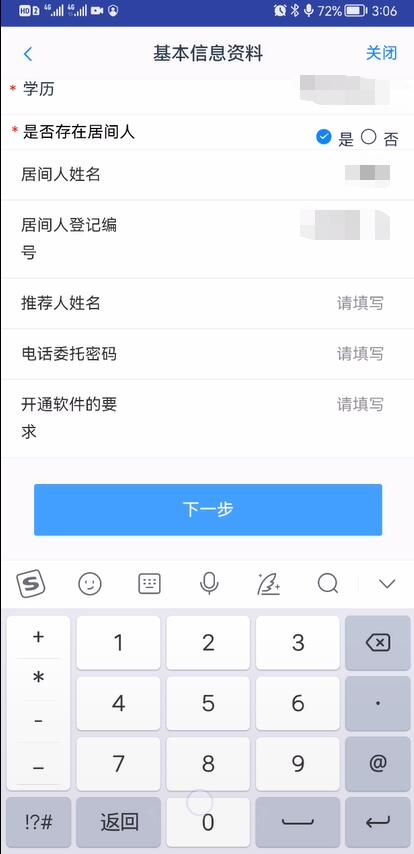 HD 2 4G 4G 72% 3:06
基本信息资料 关闭
* 学历
* 是否存在居间人 是 否
居间人姓名
居间人登记编
号
推荐人姓名 请填写
电话委托密码 请填写
开通软件的要 请填写
求
下一步
S
+ 1 2 3
* 4 5 6 .
- 7 8 9 @
_
!?# 返回 0